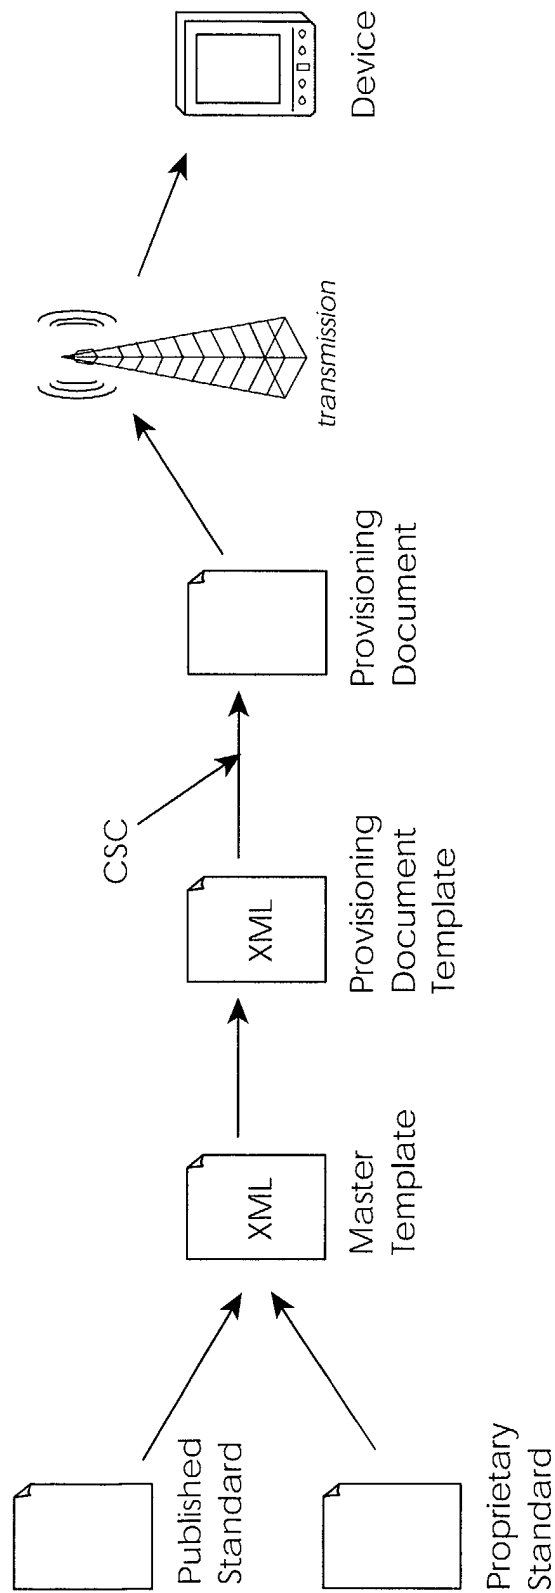 Published
Standard
Proprietary
Standard
XML
Master
Template
XML
Provisioning
Document
Template
CSC
Provisioning
Document
transmission
Device